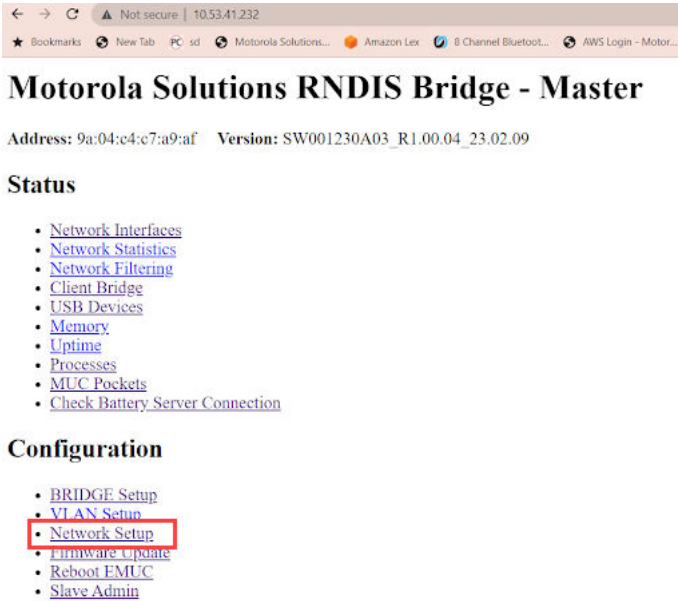 Not secure | 10.53.41.232
Bookmarks New Tab PC sd Motorola Solutions... Amazon Lex 8 Channel Bluetoot... AWS Login - Motor...
Motorola Solutions RNDIS Bridge - Master
Address: 9a:04:c4:c7:a9:af Version: SW001230A03_R1.00.04_23.02.09
Status
Network Interfaces
Network Statistics
Network Filtering
Client Bridge
USB Devices
Memory
Uptime
Processes
MUC Pockets
Check Battery Server Connection
Configuration
BRIDGE Setup
VLAN Setup
Network Setup
Firmware Update
Reboot EMUC
Slave Admin